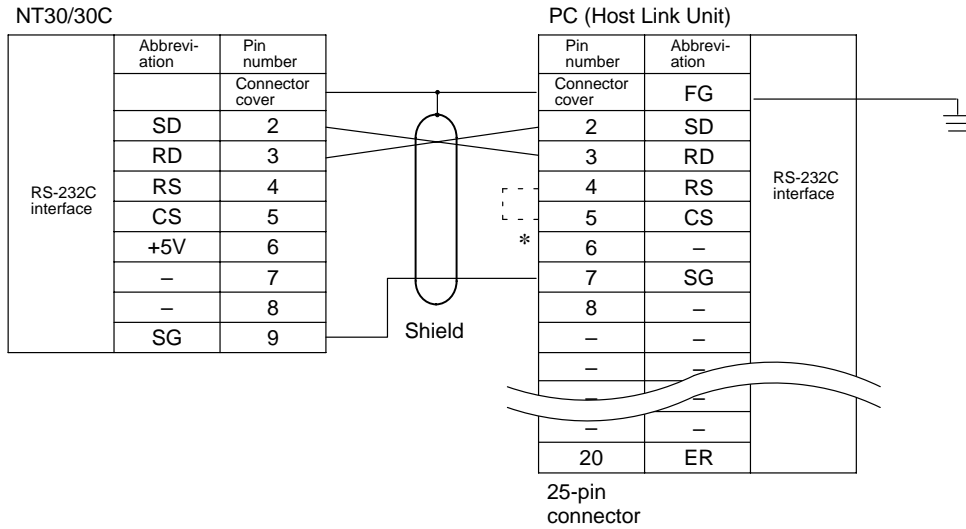 NT30/30C
PC (Host Link Unit)
Abbrevi-
ation
Pin
number
Pin
number
Abbrevi-
ation
Connector
cover
Connector
cover
FG
SD 2 2 SD
RD 3 3 RD
RS-232C
interface
RS 4 4 RS
RS-232C
interface
CS 5 5 CS
+5V 6 * 6 –
– 7 7 SG
– 8 8 –
SG 9 Shield – –
– –
– –
– –
20 ER
25-pin
connector